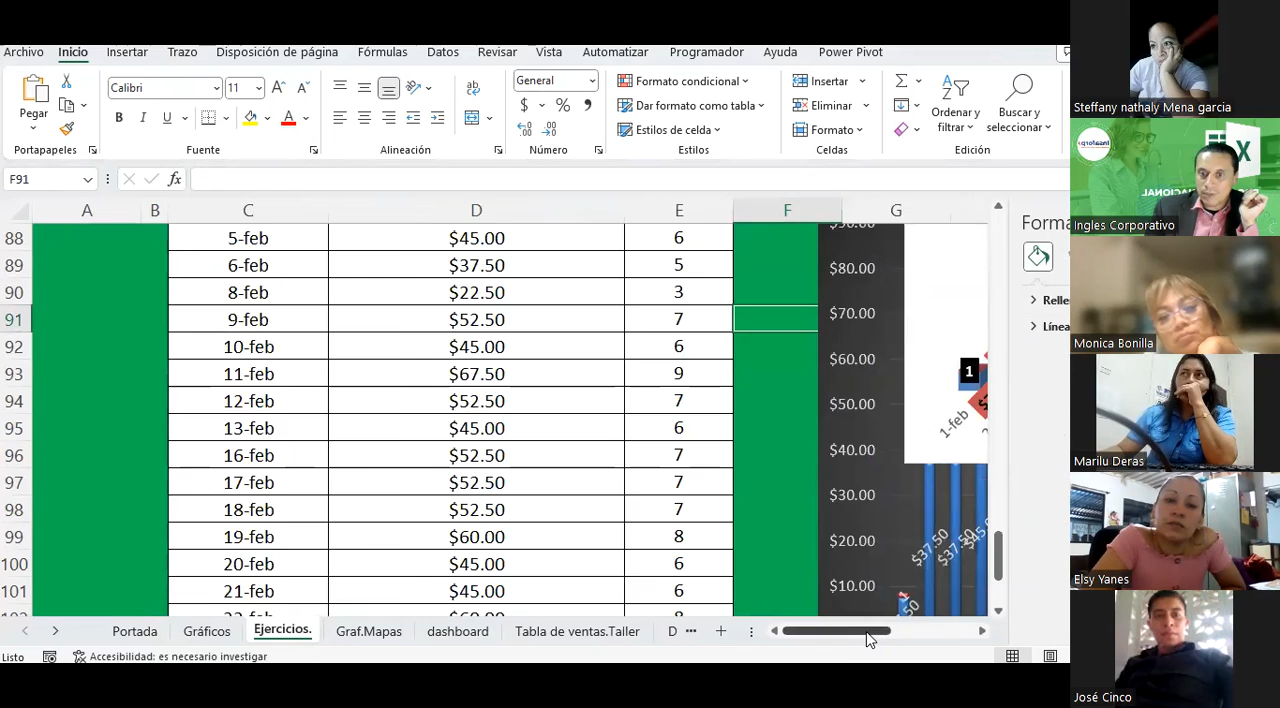 Archivo Inicio Insertar Trazo Disposición de página Fórmulas Datos Revisar Vista Automatizar Programador Ayuda Power Pivot
Pegar
Portapapeles
Calibri 11
N K S
Fuente
Alineación
General
$ % 
Número
Formato condicional
Dar formato como tabla
Estilos de celda
Estilos
Insertar
Eliminar
Formato
Celdas
Ordenar y filtrar
Buscar y seleccionar
Edición
F91
fx
A B C D E F G
88 5-feb $45.00 6
89 6-feb $37.50 5 $80.00
90 8-feb $22.50 3
91 9-feb $52.50 7 $70.00
92 10-feb $45.00 6 $60.00
93 11-feb $67.50 9 1
94 12-feb $52.50 7 $50.00
95 13-feb $45.00 6 1-feb
96 16-feb $52.50 7 $40.00
97 17-feb $52.50 7 $30.00
98 18-feb $52.50 7
99 19-feb $60.00 8 $20.00
100 20-feb $45.00 6 $37.50 $37.50
101 21-feb $45.00 6 $10.00
Forma
Relle
Línea
Portada Gráficos Ejercicios. Graf.Mapas dashboard Tabla de ventas.Taller D
Listo Accesibilidad: es necesario investigar
Steffany nathaly Mena garcia
Ingles Corporativo
Monica Bonilla
Marilu Deras
Elsy Yanes
José Cinco